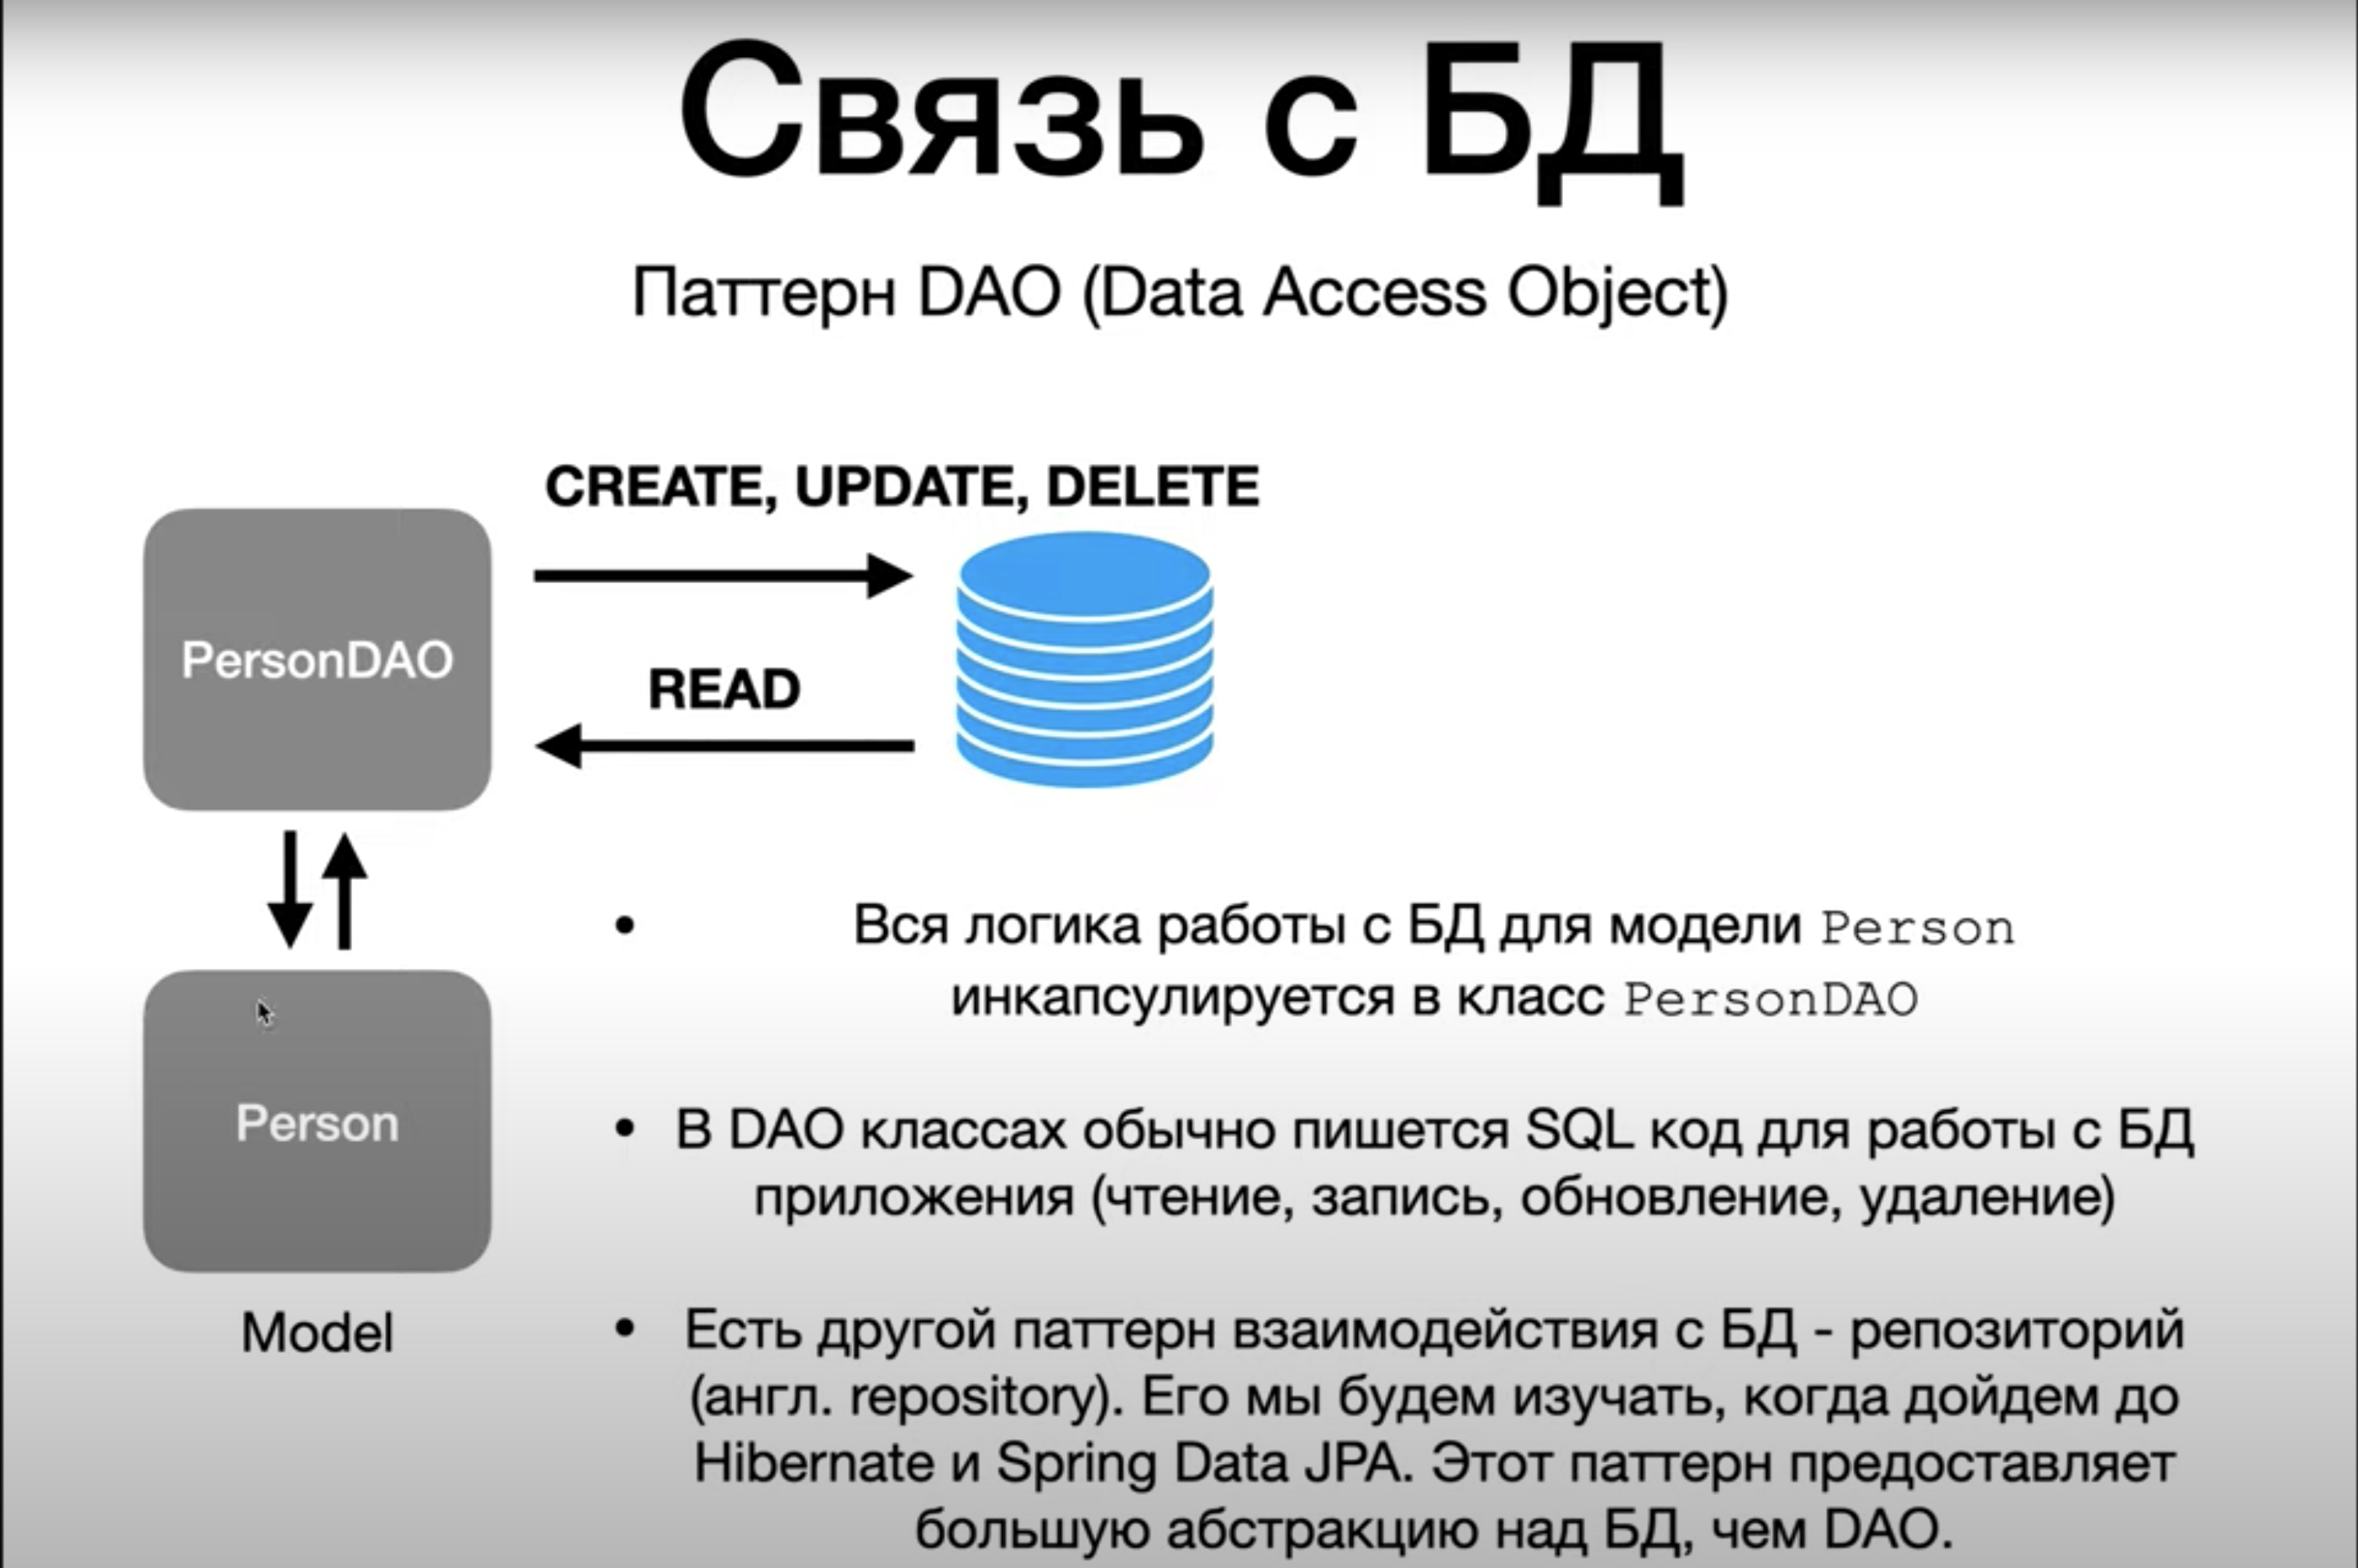 Связь с БД
Паттерн DAO (Data Access Object)
CREATE, UPDATE, DELETE
PersonDAO
READ
Person
Model
• Вся логика работы с БД для модели Person
инкапсулируется в класс PersonDAO
• В DAO классах обычно пишется SQL код для работы с БД
приложения (чтение, запись, обновление, удаление)
• Есть другой паттерн взаимодействия с БД - репозиторий
(англ. repository). Его мы будем изучать, когда дойдем до
Hibernate и Spring Data JPA. Этот паттерн предоставляет
большую абстракцию над БД, чем DAO.